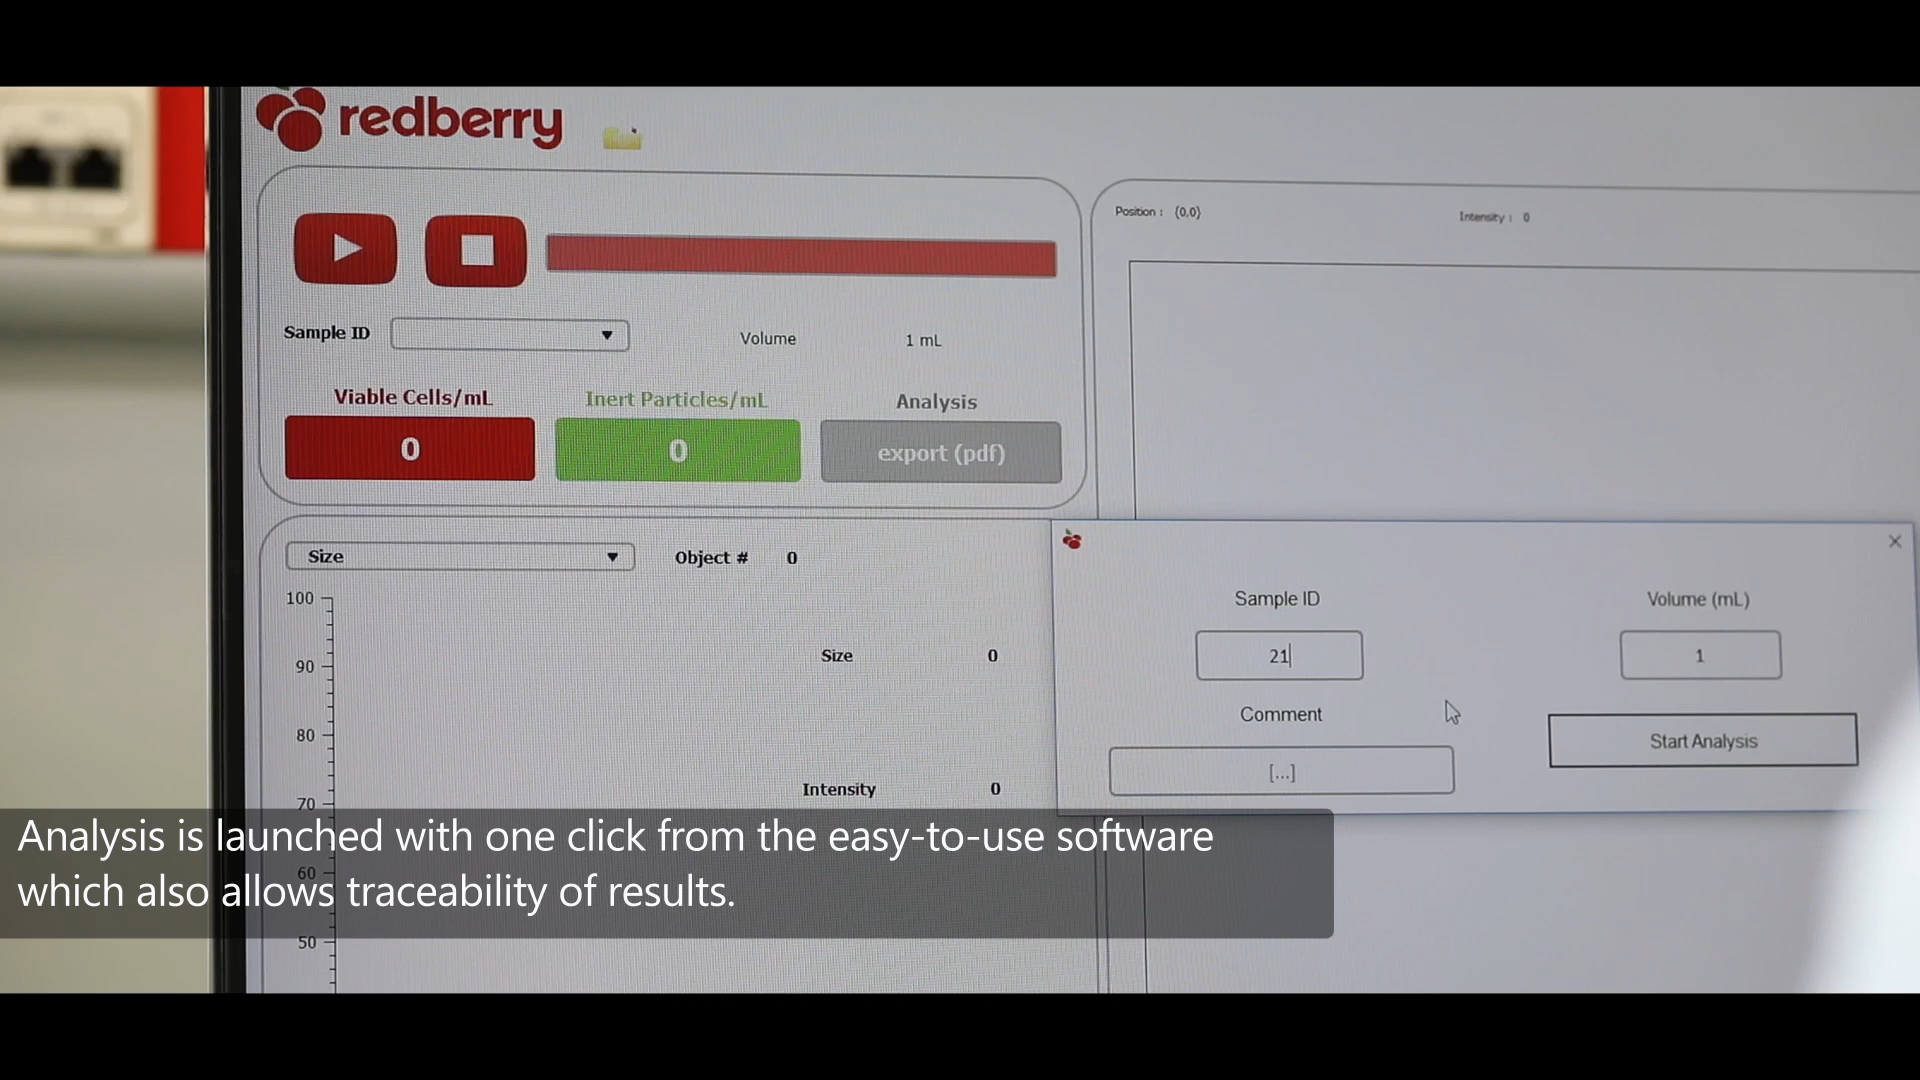 redberry
Position : {0,0}
Intensity : 0
Sample ID
Volume
1 mL
Viable Cells/mL
Inert Particles/mL
Analysis
0
0
export (pdf)
Size
Object #
0
100
90
80
70
60
50
Size
0
Intensity
0
Sample ID
Volume (mL)
21
1
Comment
Start Analysis
[...]
Analysis is launched with one click from the easy-to-use software
which also allows traceability of results.